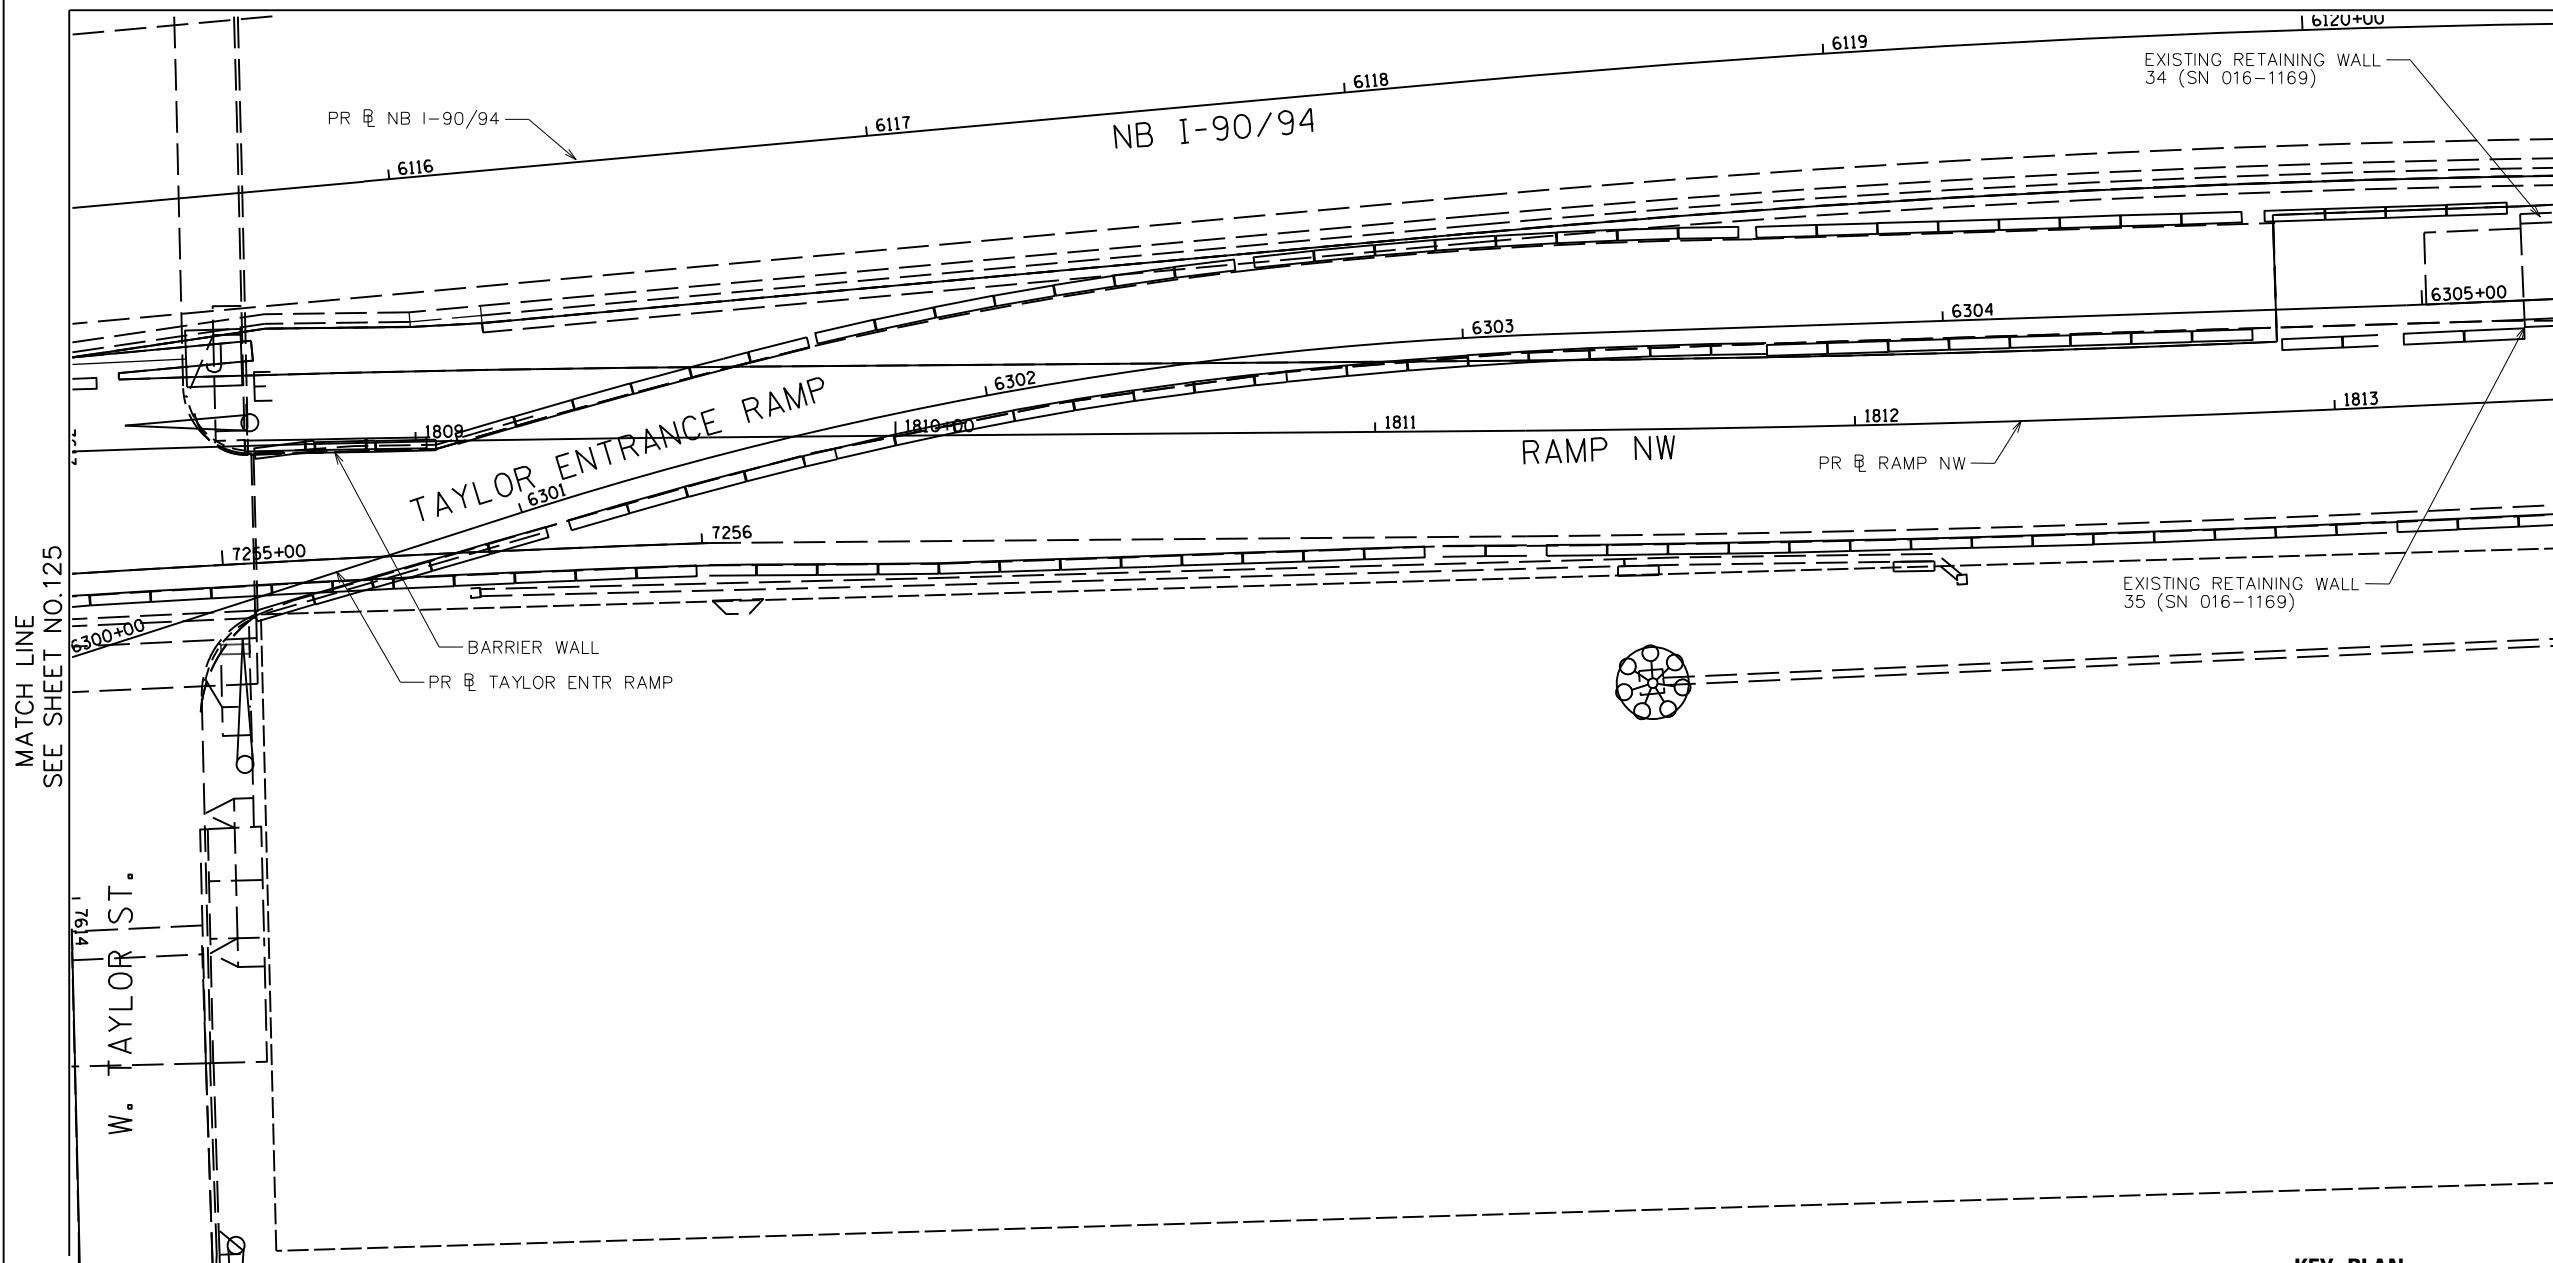 6120+00
6119
EXISTING RETAINING WALL
34 (SN 016-1169)
6118
PR ℄ NB I-90/94
6117
NB I-90/94
6116
6305+00
6304
6303
6302
TAYLOR ENTRANCE RAMP
1809
1810+00
1811
1812
1813
RAMP NW
PR ℄ RAMP NW
6301
7256
7255+00
EXISTING RETAINING WALL
35 (SN 016-1169)
6300+00
BARRIER WALL
PR ℄ TAYLOR ENTR RAMP
MATCH LINE
SEE SHEET NO.125
7614
W. TAYLOR ST.
KEY PLAN